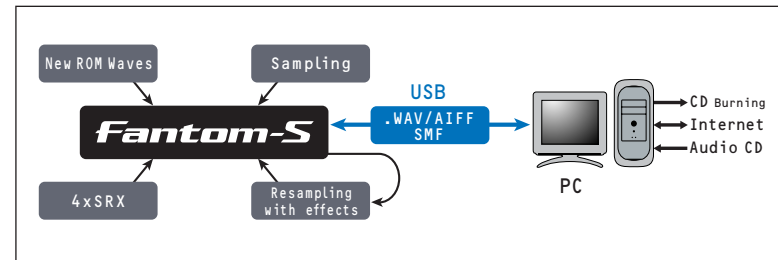 New ROM Waves
Sampling
USB
.WAV/AIFF
SMF
Fantom-S
CD Burning
Internet
Audio CD
PC
4xSRX
Resampling
with effects